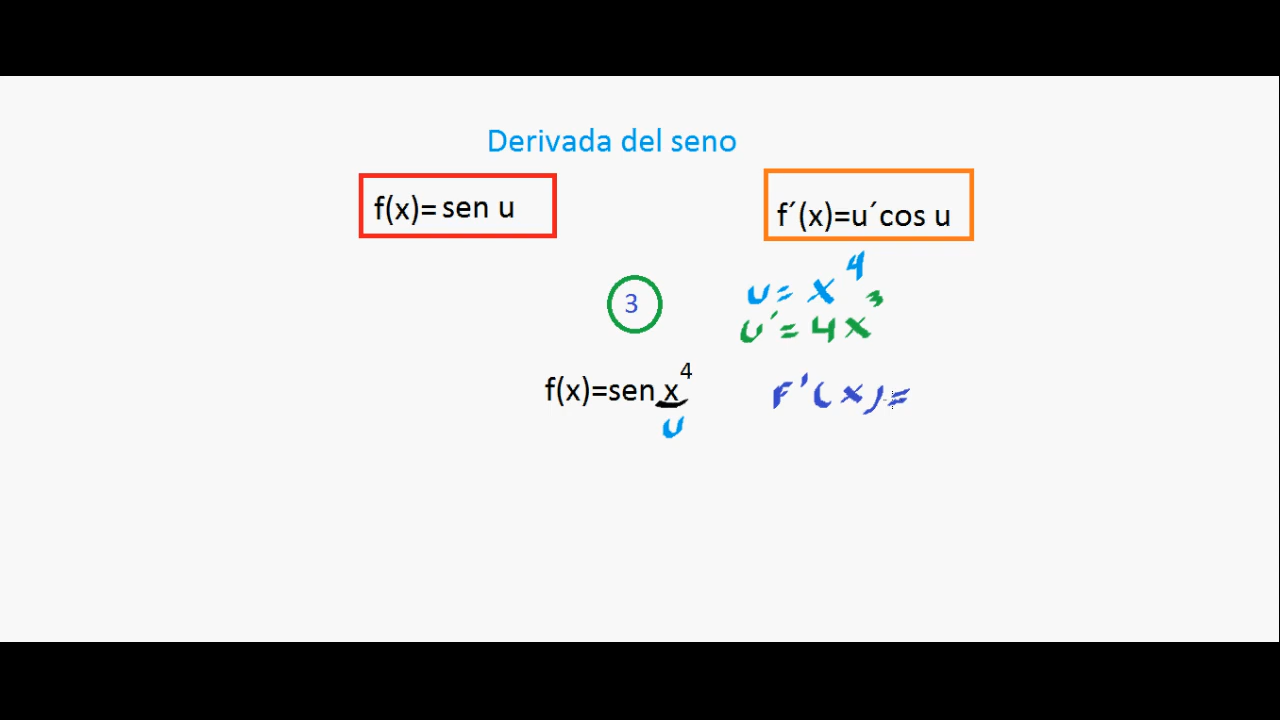 Derivada del seno
f(x)= sen u
f´(x)=u´cos u
3
u = x⁴
u´= 4x³
f(x)=sen x⁴
u
F'(x)=